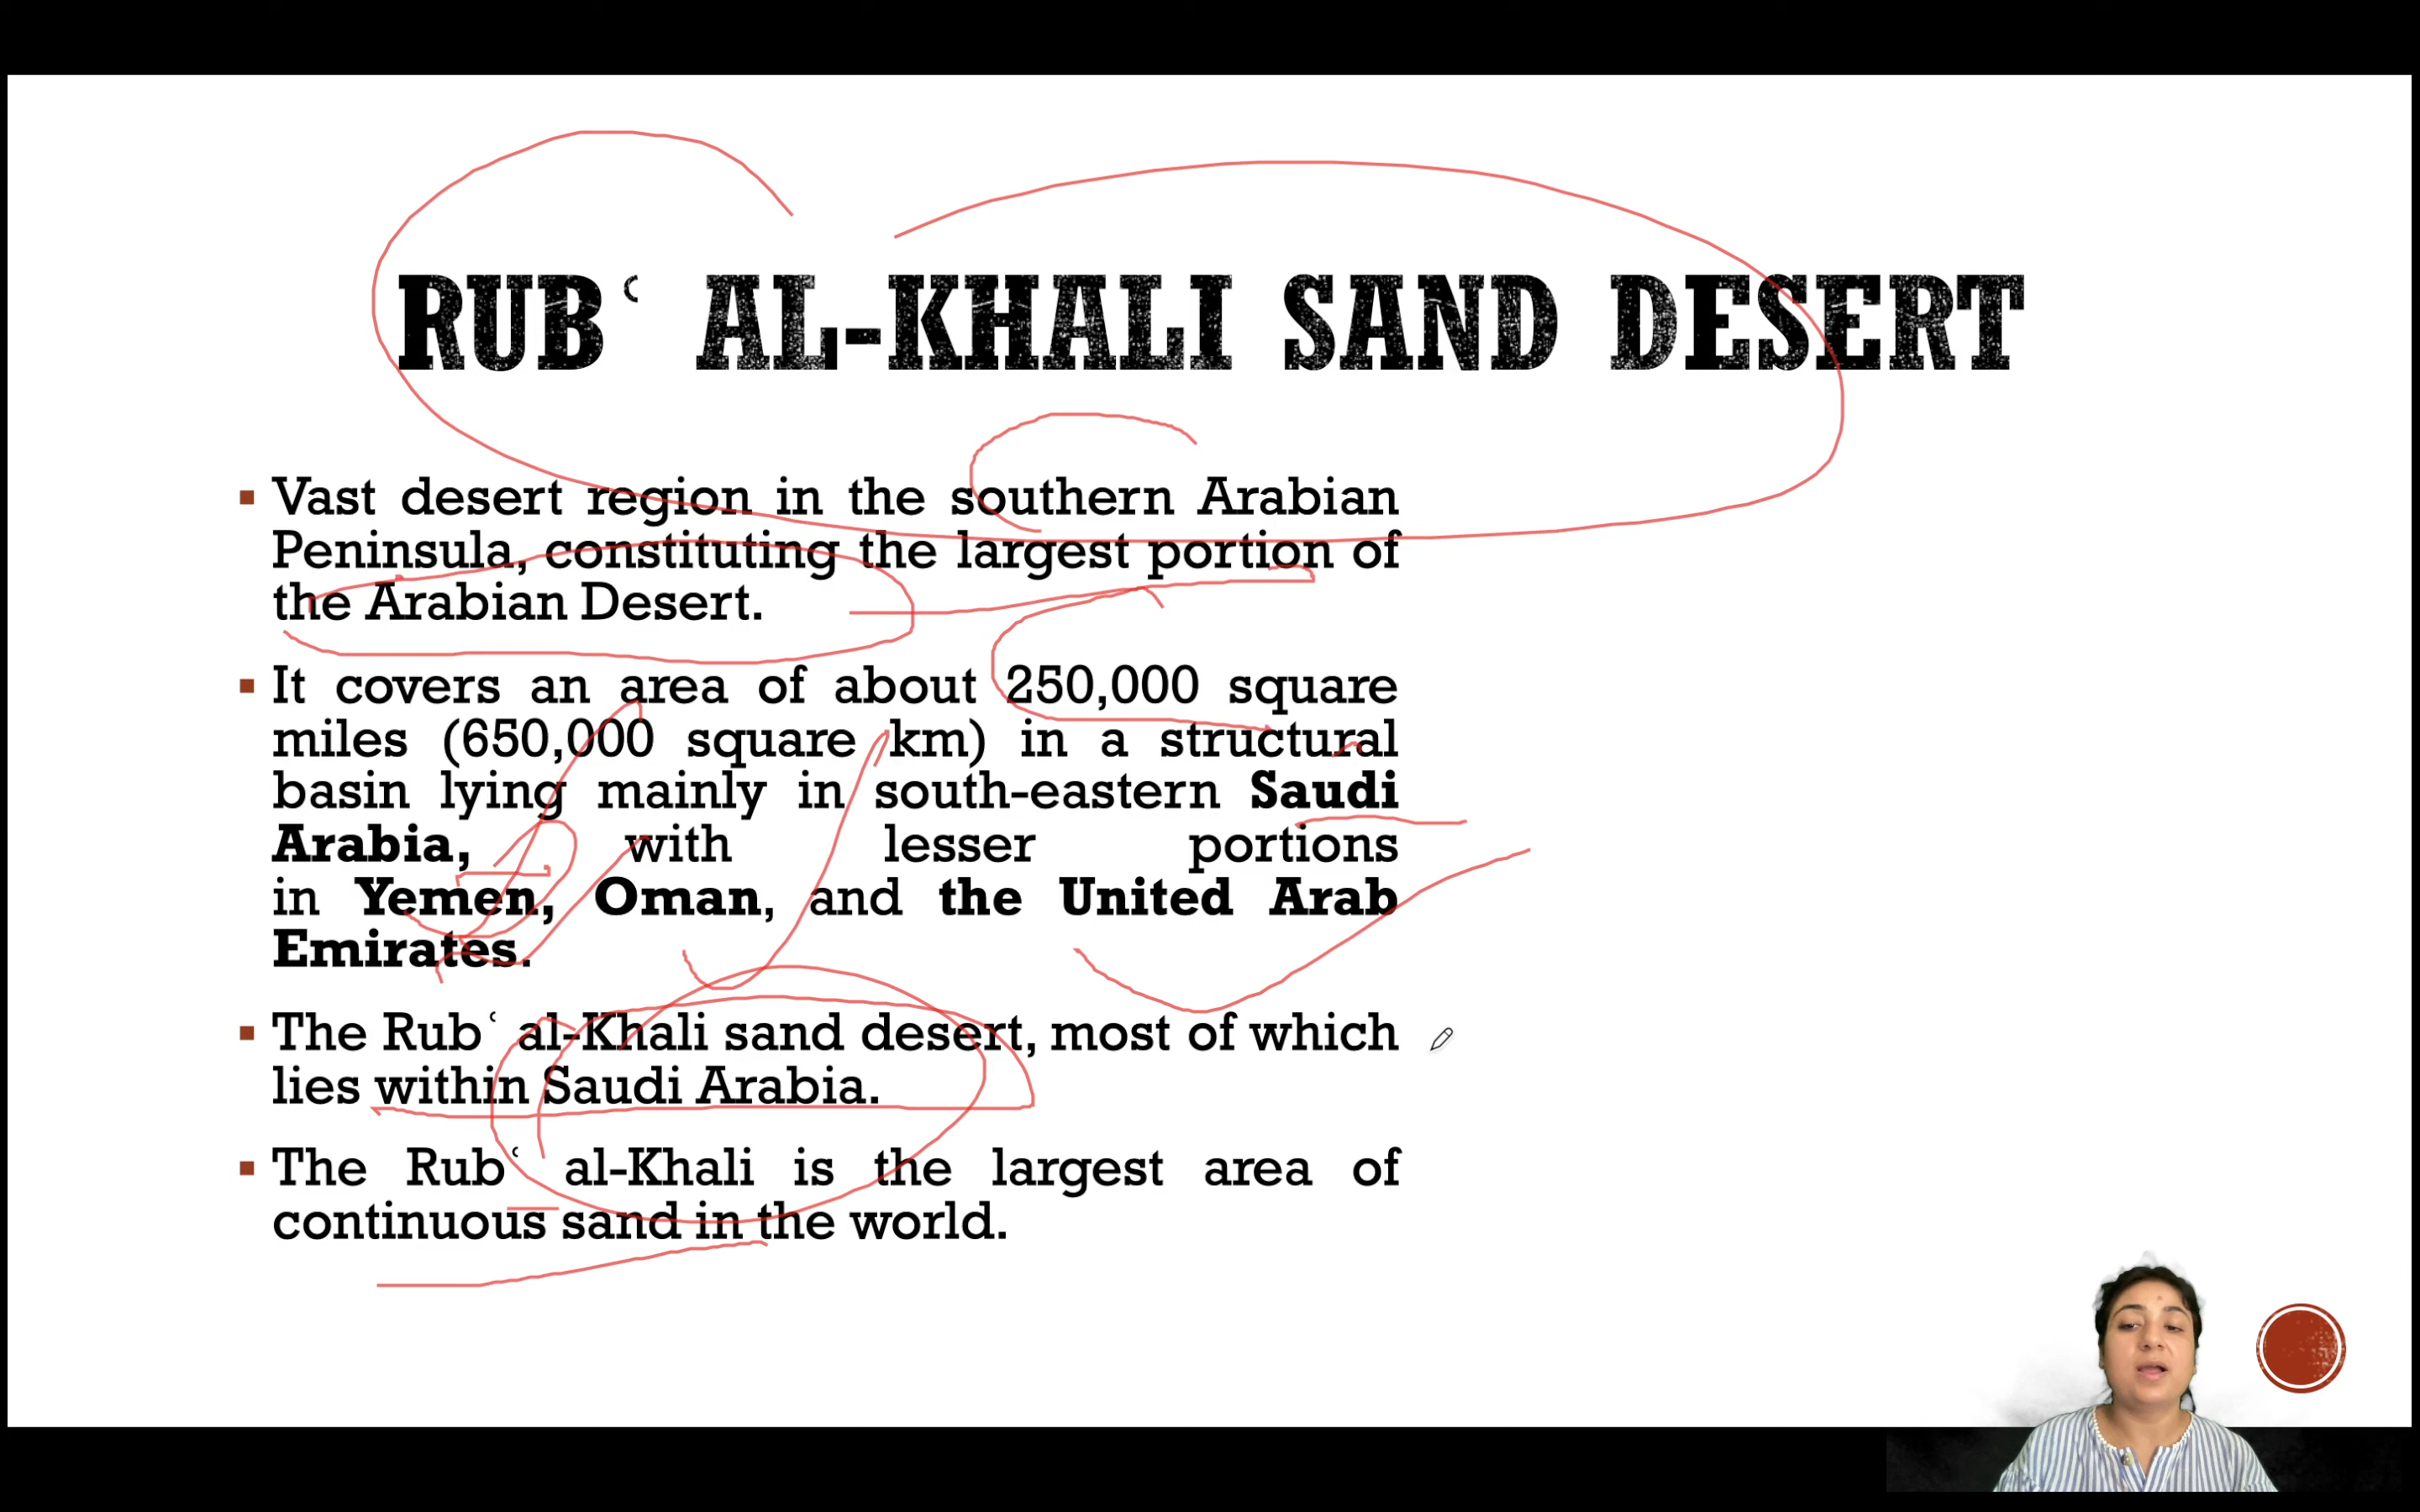 RUBʿ AL-KHALI SAND DESERT
▪ Vast desert region in the southern Arabian
Peninsula, constituting the largest portion of
the Arabian Desert.
▪ It covers an area of about 250,000 square
miles (650,000 square km) in a structural
basin lying mainly in south-eastern Saudi
Arabia, with lesser portions
in Yemen, Oman, and the United Arab
Emirates.
▪ The Rubʿ al-Khali sand desert, most of which
lies within Saudi Arabia.
▪ The Rubʿ al-Khali is the largest area of
continuous sand in the world.